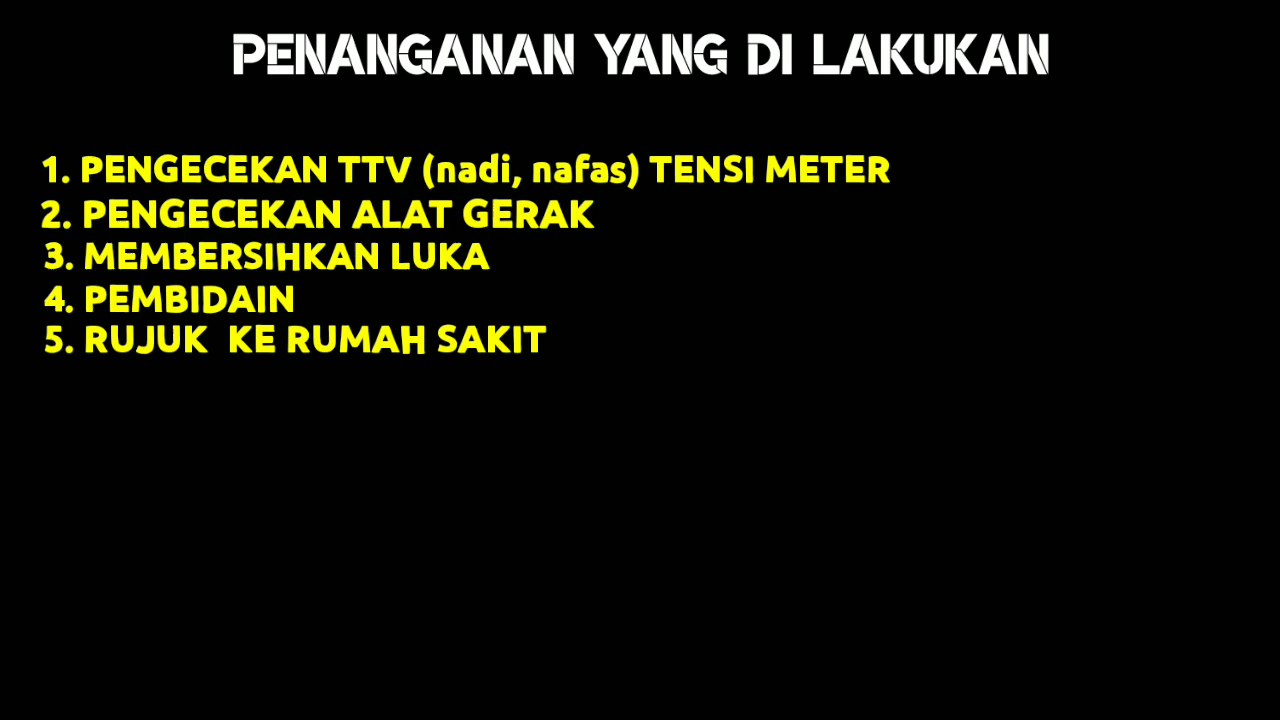 PENANGANAN YANG DI LAKUKAN
1. PENGECEKAN TTV (nadi, nafas) TENSI METER
2. PENGECEKAN ALAT GERAK
3. MEMBERSIHKAN LUKA
4. PEMBIDAIN
5. RUJUK KE RUMAH SAKIT